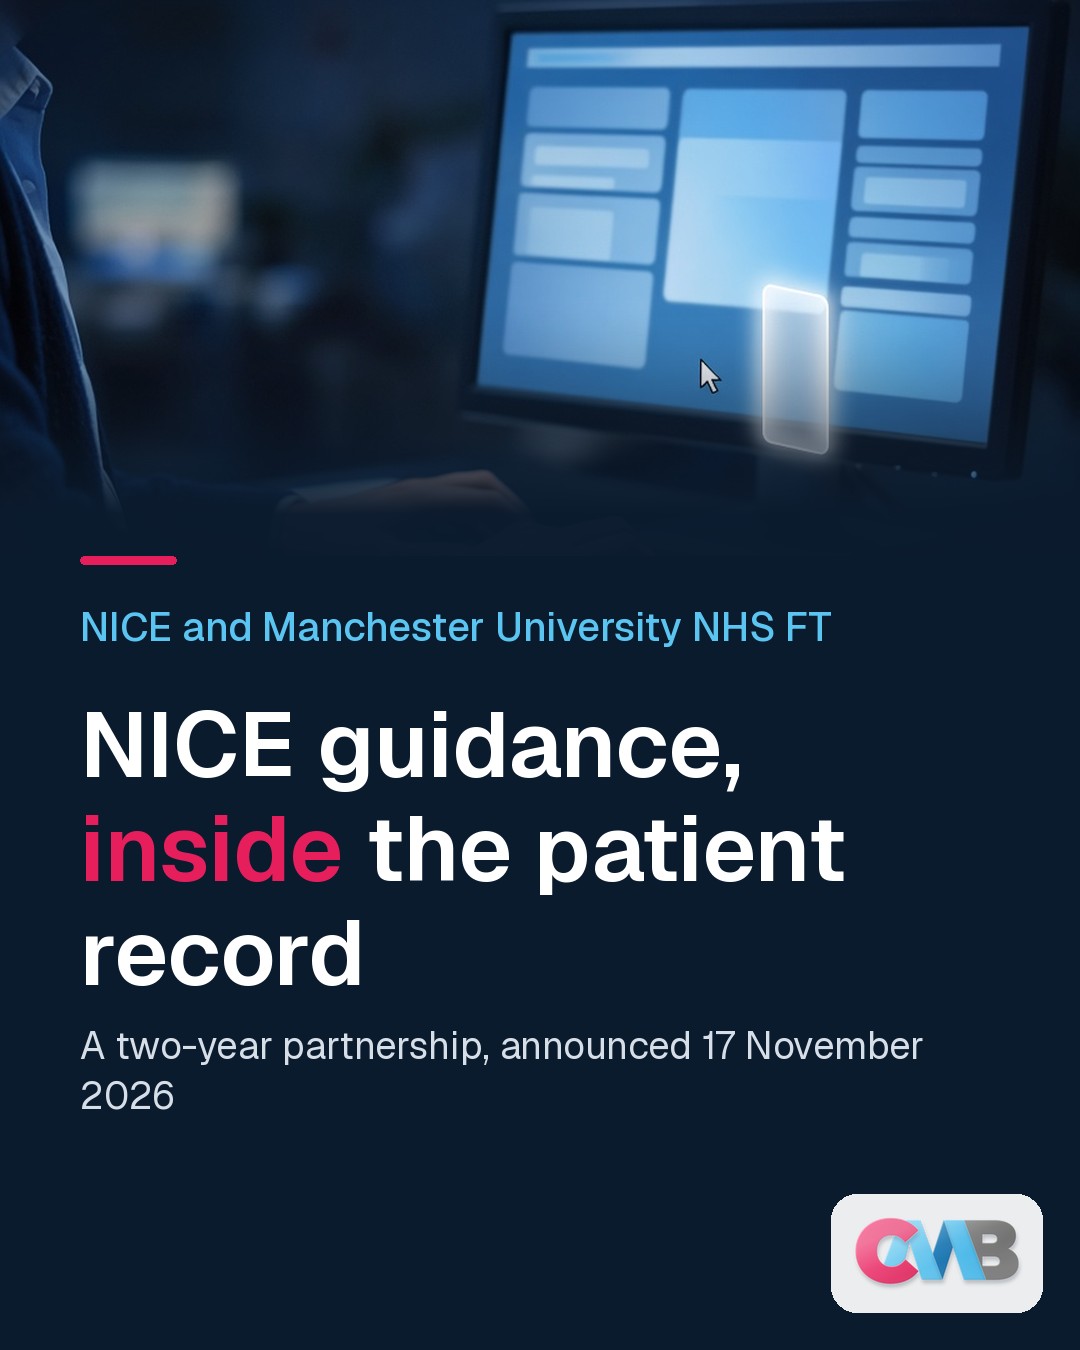 NICE and Manchester University NHS FT
NICE guidance,
inside the patient
record
A two-year partnership, announced 17 November
2026
CMB